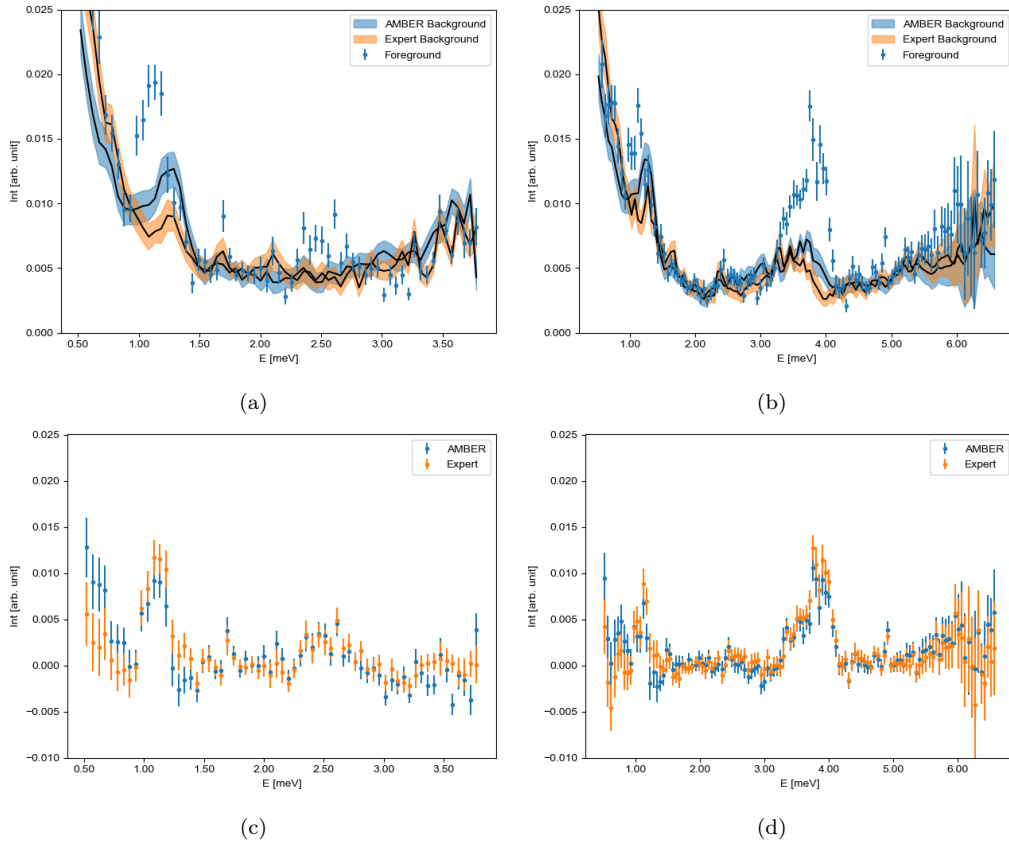 AMBER Background
Expert Background
Foreground
0.025
0.020
0.015
0.010
0.005
0.000
Int [arb. unit]
0.50 1.00 1.50 2.00 2.50 3.00 3.50
E [meV]
(a)
AMBER Background
Expert Background
Foreground
0.025
0.020
0.015
0.010
0.005
0.000
Int [arb. unit]
1.00 2.00 3.00 4.00 5.00 6.00
E [meV]
(b)
AMBER
Expert
0.025
0.020
0.015
0.010
0.005
0.000
−0.005
−0.010
Int [arb. unit]
0.50 1.00 1.50 2.00 2.50 3.00 3.50
E [meV]
(c)
AMBER
Expert
0.025
0.020
0.015
0.010
0.005
0.000
−0.005
−0.010
Int [arb. unit]
1.00 2.00 3.00 4.00 5.00 6.00
E [meV]
(d)